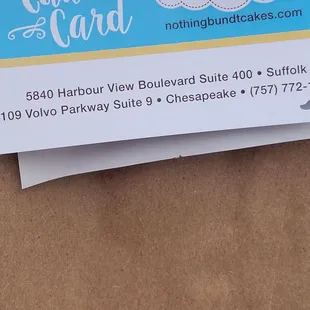 Card
nothingbundtcakes.com
5840 Harbour View Boulevard Suite 400 • Suffolk
109 Volvo Parkway Suite 9 • Chesapeake • (757) 772-